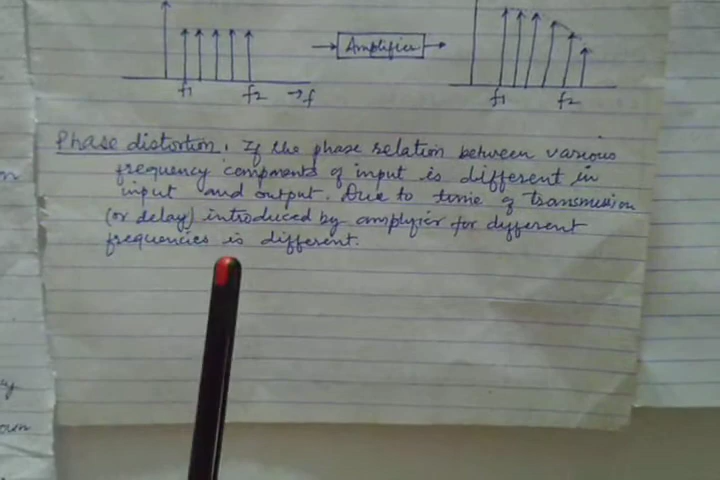 Amplifier
f1 f2 → f
f1 f2
Phase distortion. If the phase relation between various
frequency components of input is different in
input and output. Due to time of transmission
(or delay) introduced by amplifier for different
frequencies is different.